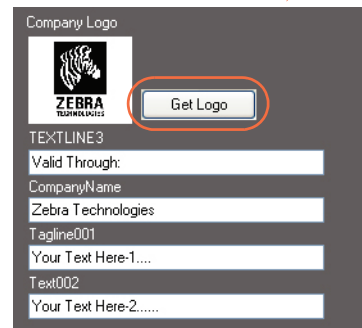 Company Logo
ZEBRA
TECHNOLOGIES
Get Logo
TEXTLINE3
Valid Through:
CompanyName
Zebra Technologies
Tagline001
Your Text Here-1....
Text002
Your Text Here-2......